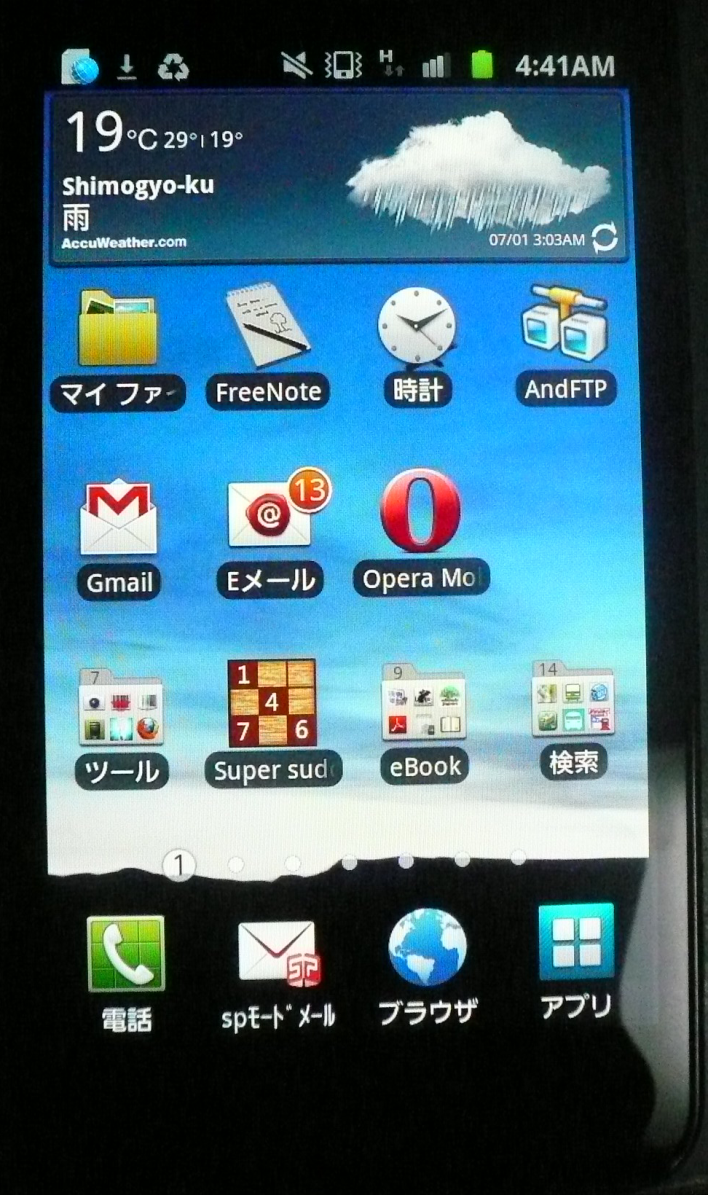 H
4:41AM
19°C 29°| 19°
Shimogyo-ku
雨
AccuWeather.com
07/01 3:03AM
マイ ファ
FreeNote
時計
AndFTP
13
@
Gmail
Eメール
Opera Mo
7
1
4
7 6
9
14
ツール
Super sud
eBook
検索
1
SP
電話
spﾓｰﾄﾞﾒｰﾙ
ブラウザ
アプリ